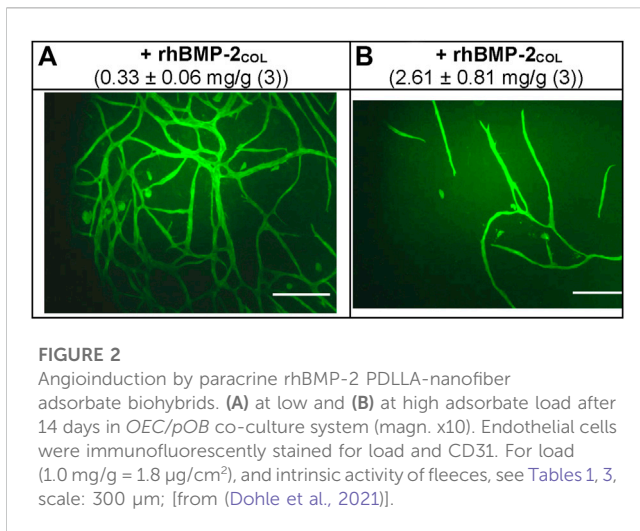 A
+ rhBMP-2COL
(0.33 ± 0.06 mg/g (3))
B
+ rhBMP-2COL
(2.61 ± 0.81 mg/g (3))
FIGURE 2
Angioinduction by paracrine rhBMP-2 PDLLA-nanofiber
adsorbate biohybrids. (A) at low and (B) at high adsorbate load after
14 days in OEC/pOB co-culture system (magn. x10). Endothelial cells
were immunofluorescently stained for load and CD31. For load
(1.0 mg/g = 1.8 µg/cm²), and intrinsic activity of fleeces, see Tables 1, 3,
scale: 300 µm; [from (Dohle et al., 2021)].